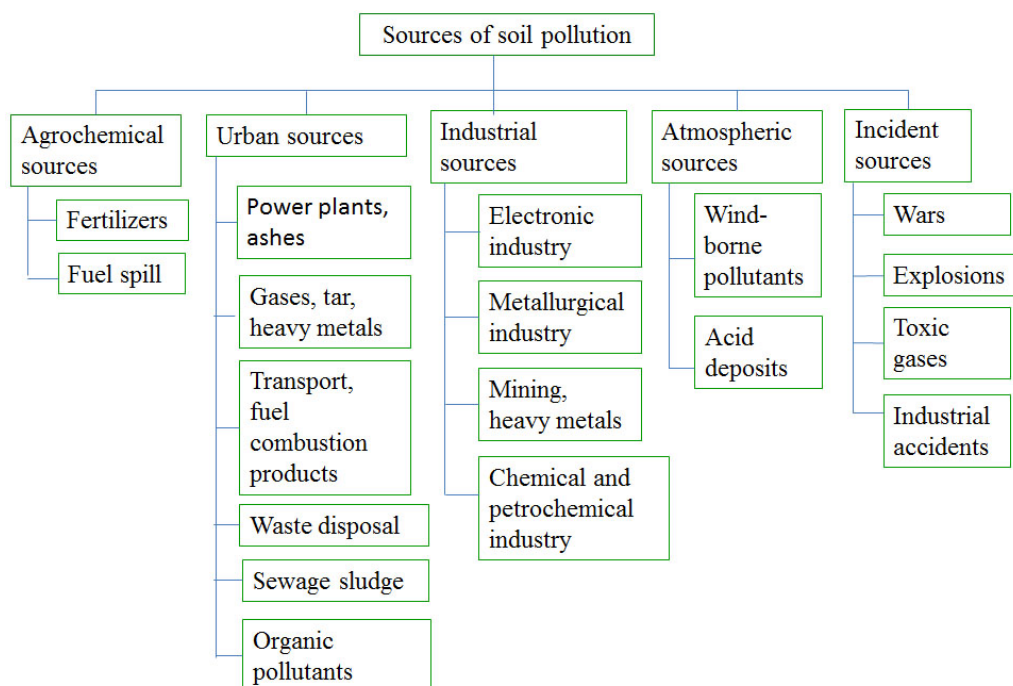 Sources of soil pollution
Agrochemical
sources
Fertilizers
Fuel spill
Urban sources
Power plants,
ashes
Gases, tar,
heavy metals
Transport,
fuel
combustion
products
Waste disposal
Sewage sludge
Organic
pollutants
Industrial
sources
Electronic
industry
Metallurgical
industry
Mining,
heavy metals
Chemical and
petrochemical
industry
Atmospheric
sources
Wind-
borne
pollutants
Acid
deposits
Incident
sources
Wars
Explosions
Toxic
gases
Industrial
accidents